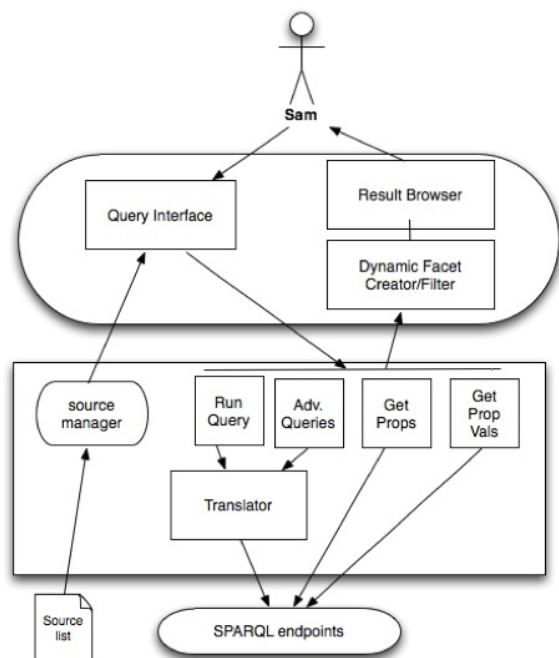 Sam
Query Interface
Result Browser
Dynamic Facet
Creator/Filter
source
manager
Run
Query
Adv.
Queries
Get
Props
Get
Prop
Vals
Translator
Source
list
SPARQL endpoints